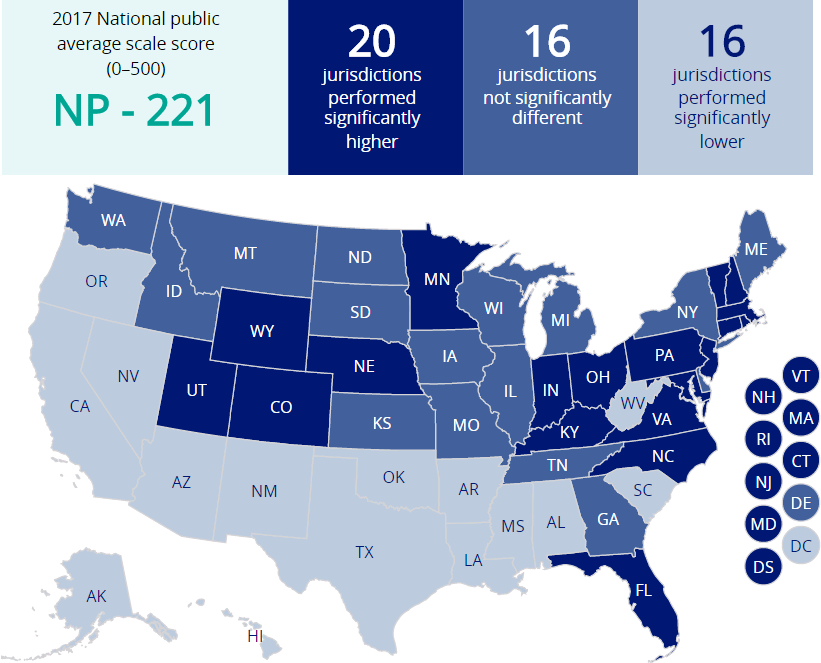 2017 National public
average scale score
(0–500)
NP - 221
20
jurisdictions
performed
significantly
higher
16
jurisdictions
not significantly
different
16
jurisdictions
performed
significantly
lower
WA
MT
ND
MN
ME
OR
ID
SD
WI
MI
NY
WY
IA
PA
NV
UT
NE
IL
IN
OH
VT
CA
CO
KS
MO
WV
VA
NH
MA
KY
NC
RI
CT
AZ
NM
OK
AR
TN
SC
NJ
DE
TX
LA
MS
AL
GA
MD
DC
AK
HI
FL
DS